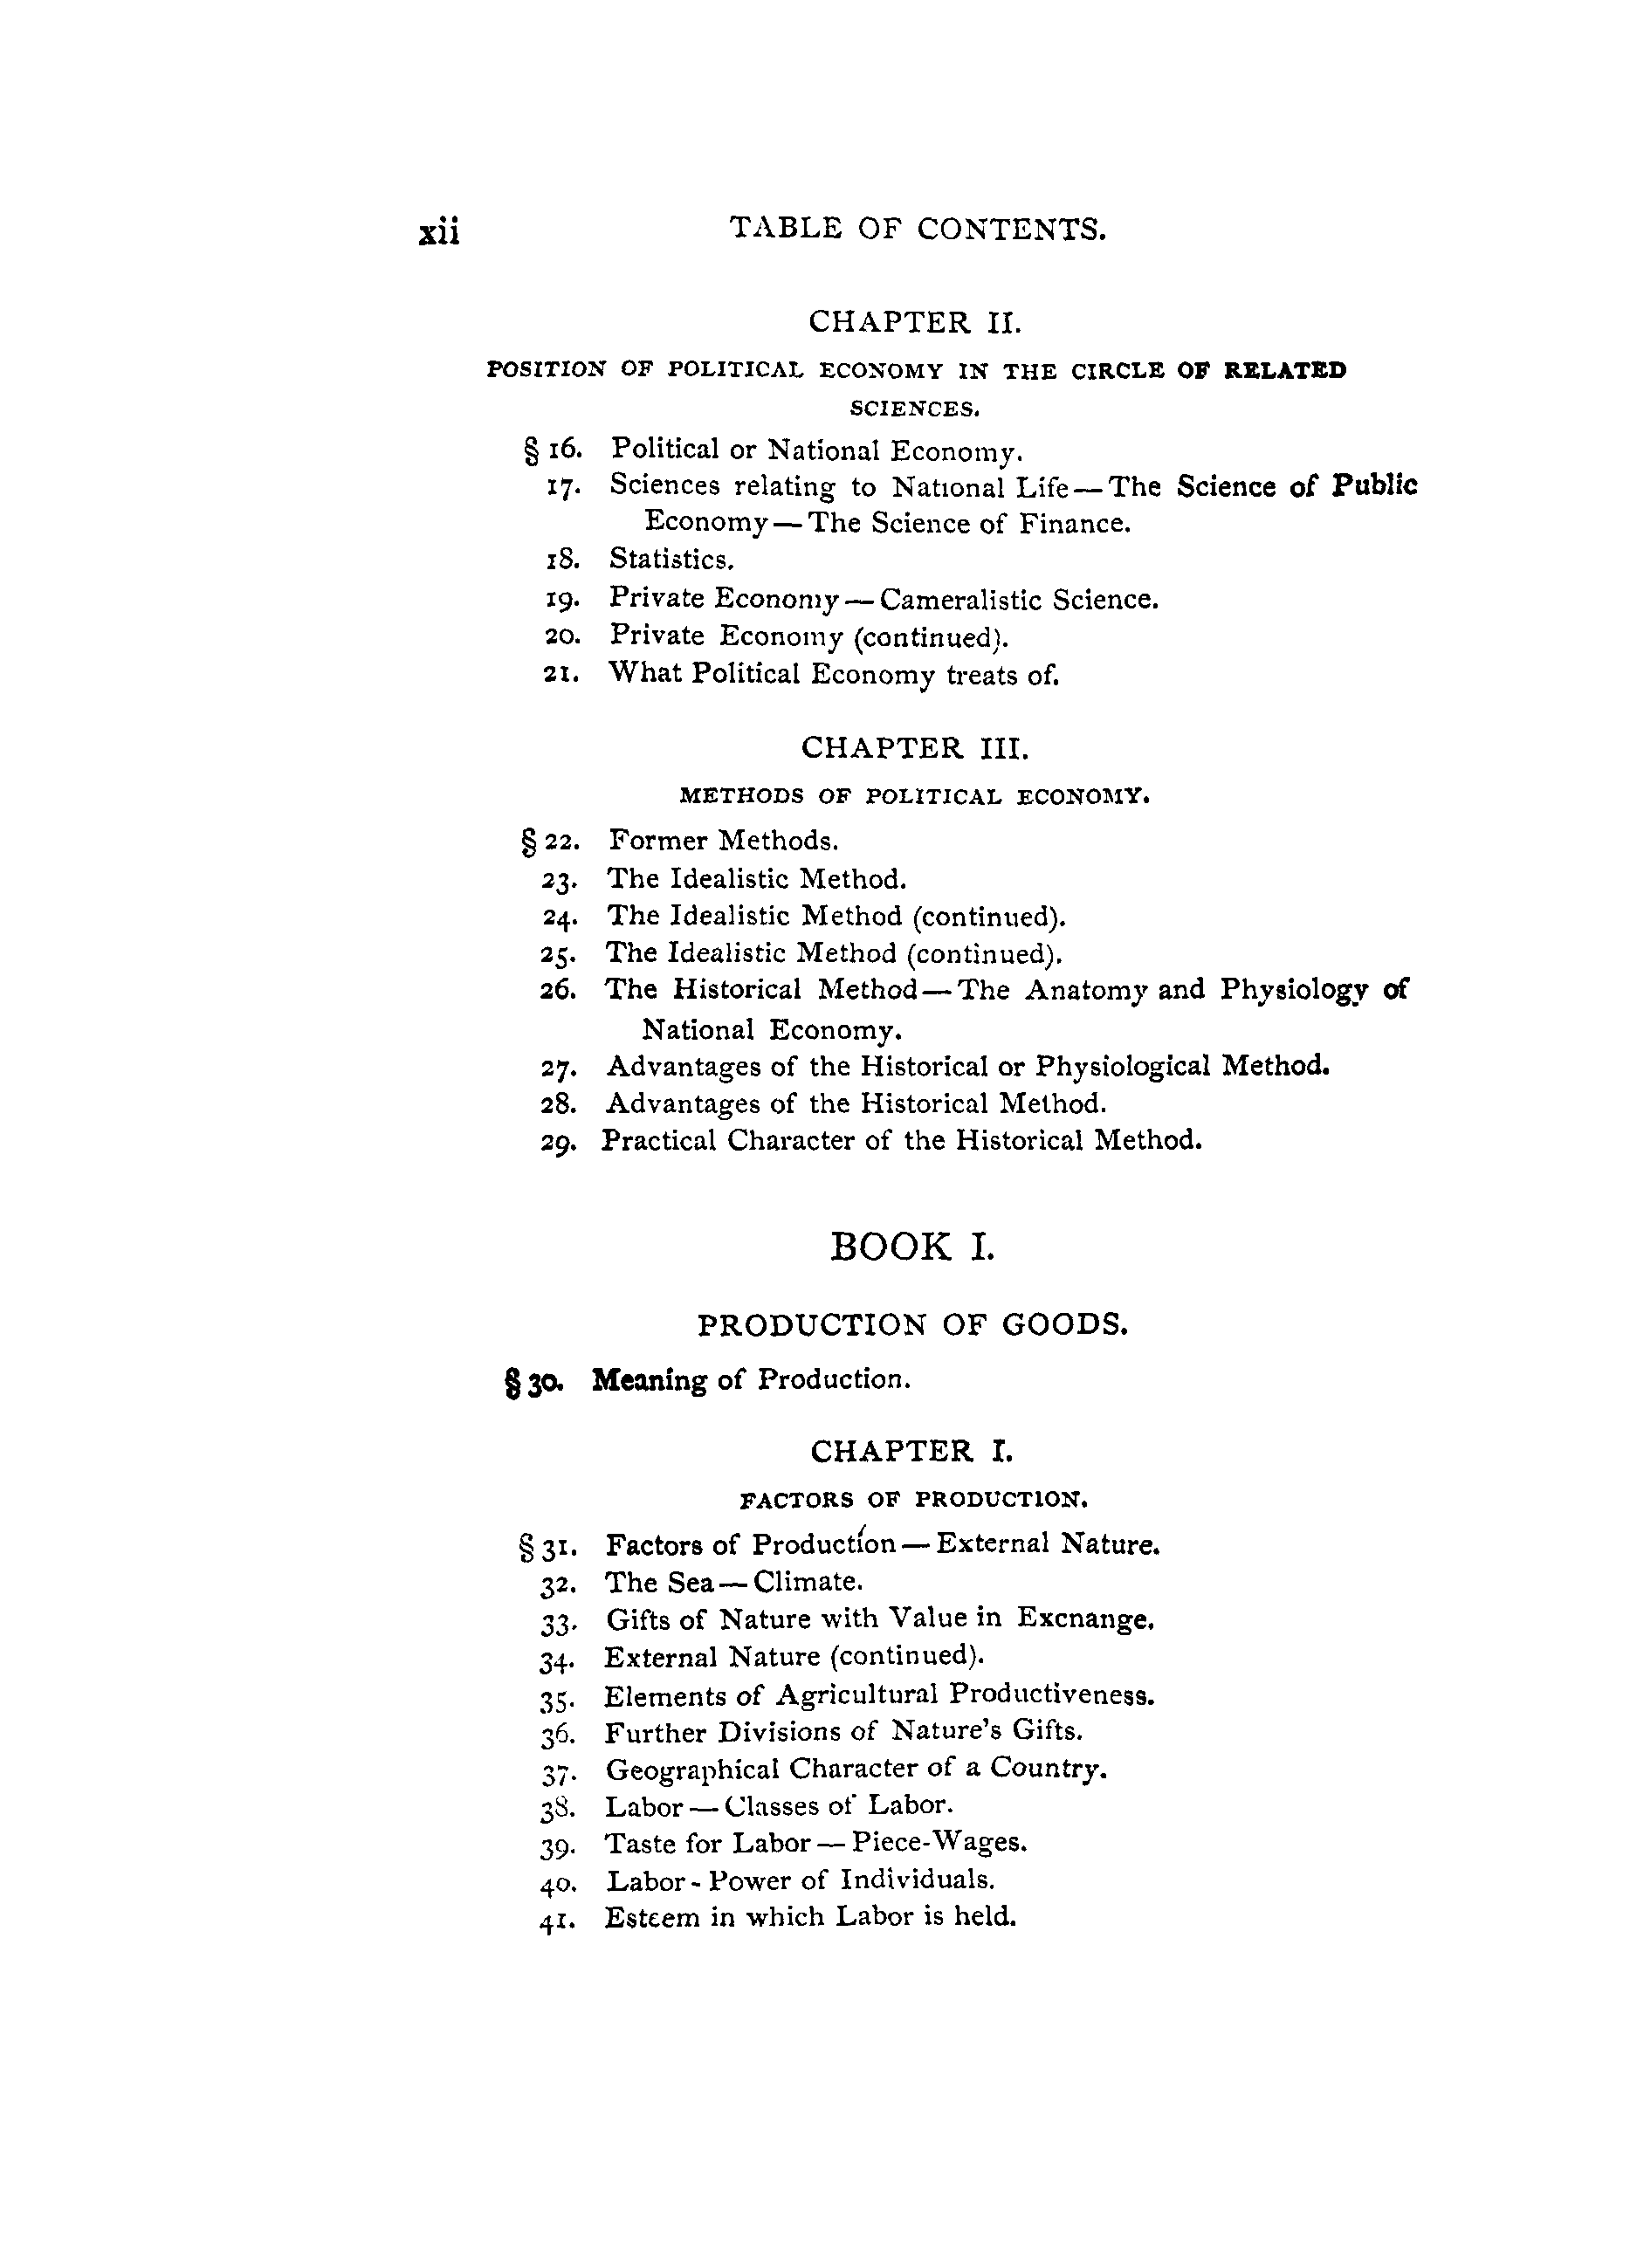 xii
TABLE OF CONTENTS.
CHAPTER II.
POSITION OF POLITICAL ECONOMY IN THE CIRCLE OF RELATED
SCIENCES.
§ 16. Political or National Economy.
17. Sciences relating to National Life—The Science of Public
Economy—The Science of Finance.
18. Statistics.
19. Private Economy—Cameralistic Science.
20. Private Economy (continued).
21. What Political Economy treats of.
CHAPTER III.
METHODS OF POLITICAL ECONOMY.
§ 22. Former Methods.
23. The Idealistic Method.
24. The Idealistic Method (continued).
25. The Idealistic Method (continued).
26. The Historical Method—The Anatomy and Physiology of
National Economy.
27. Advantages of the Historical or Physiological Method.
28. Advantages of the Historical Method.
29. Practical Character of the Historical Method.
BOOK I.
PRODUCTION OF GOODS.
§ 30. Meaning of Production.
CHAPTER I.
FACTORS OF PRODUCTION.
§ 31. Factors of Production—External Nature.
32. The Sea—Climate.
33. Gifts of Nature with Value in Exchange.
34. External Nature (continued).
35. Elements of Agricultural Productiveness.
36. Further Divisions of Nature's Gifts.
37. Geographical Character of a Country.
38. Labor—Classes of Labor.
39. Taste for Labor—Piece-Wages.
40. Labor-Power of Individuals.
41. Esteem in which Labor is held.